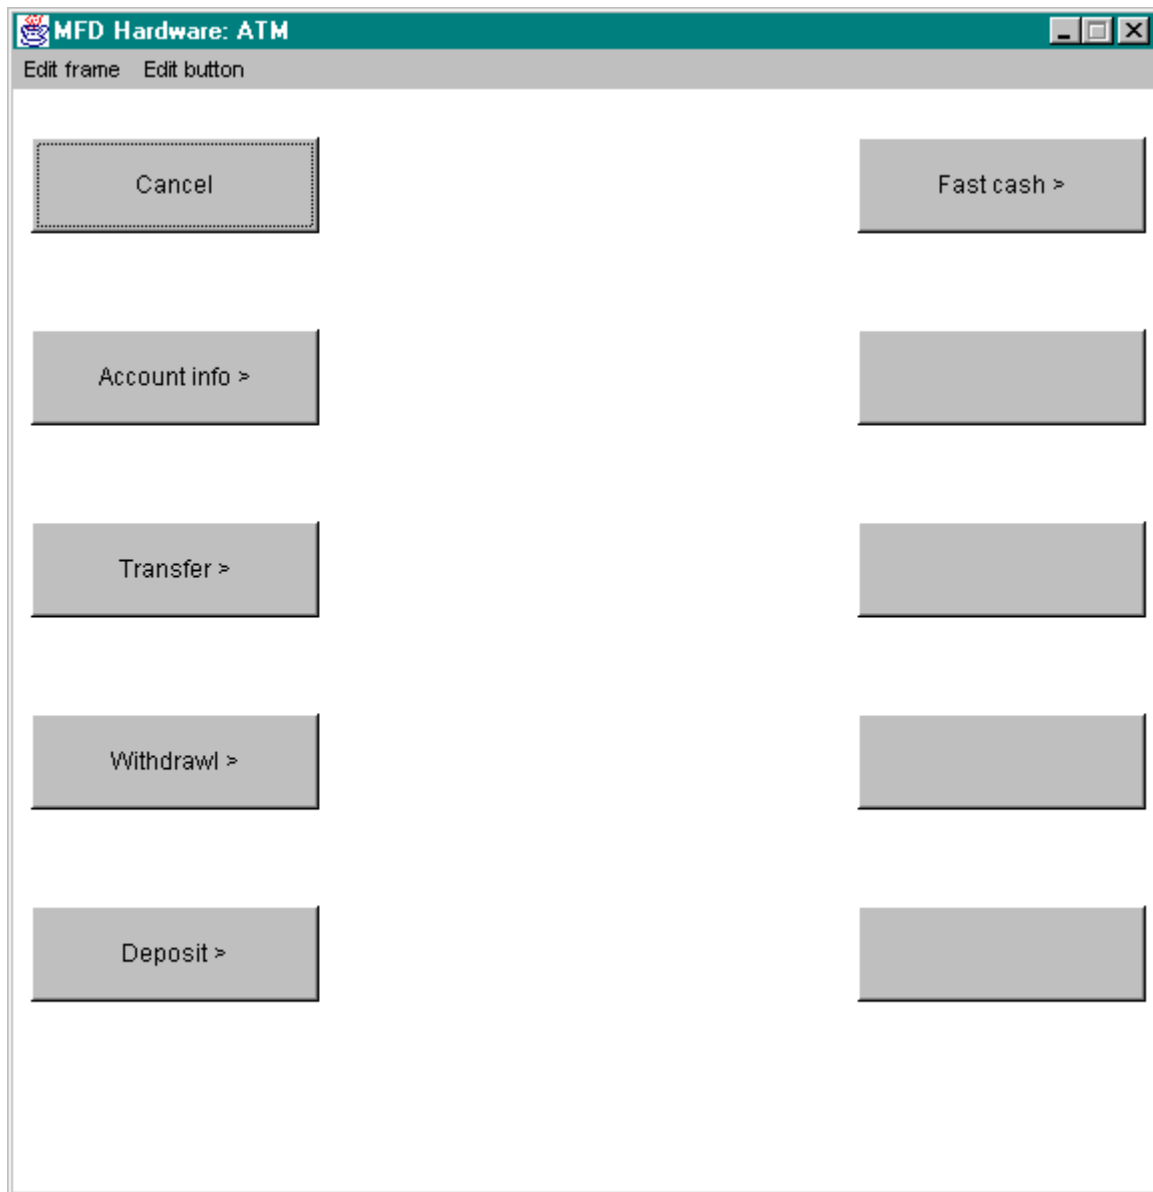 MFD Hardware: ATM
Edit frame Edit button
Cancel
Fast cash >
Account info >
Transfer >
Withdrawl >
Deposit >